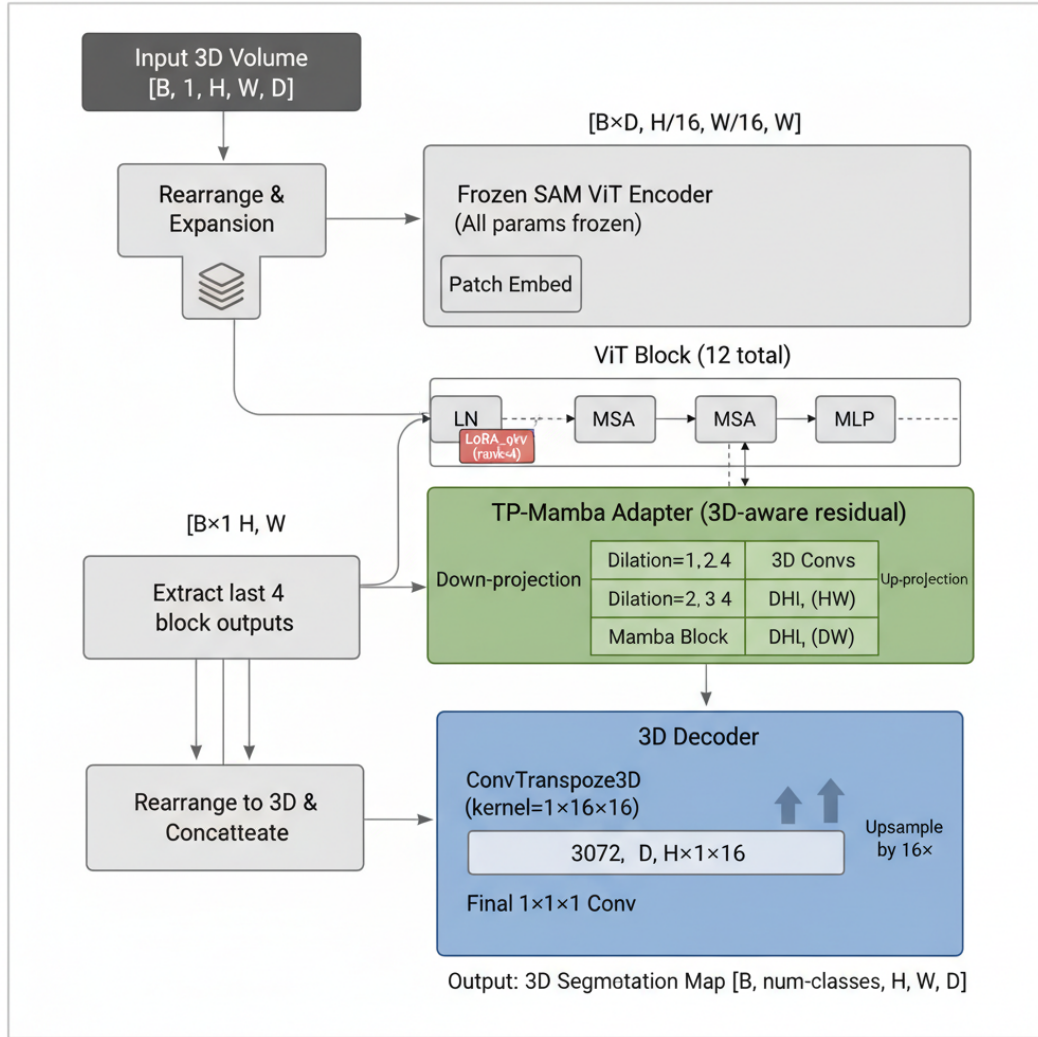 Input 3D Volume
[B, 1, H, W, D]
[B×D, H/16, W/16, W]
Rearrange &
Expansion
Frozen SAM ViT Encoder
(All params frozen)
Patch Embed
ViT Block (12 total)
LN
MSA
MSA
MLP
[B×1 H, W
TP-Mamba Adapter (3D-aware residual)
Down-projection
Dilation=1, 2 4
3D Convs
Dilation=2, 3 4
DHI, (HW)
Mamba Block
DHI, (DW)
Up-projection
Extract last 4
block outputs
3D Decoder
ConvTranspoze3D
(kernel=1×16×16)
3072, D, H×1×16
Upsample
by 16×
Final 1×1×1 Conv
Rearrange to 3D &
Concatteate
Output: 3D Segmotation Map [B, num-classes, H, W, D]